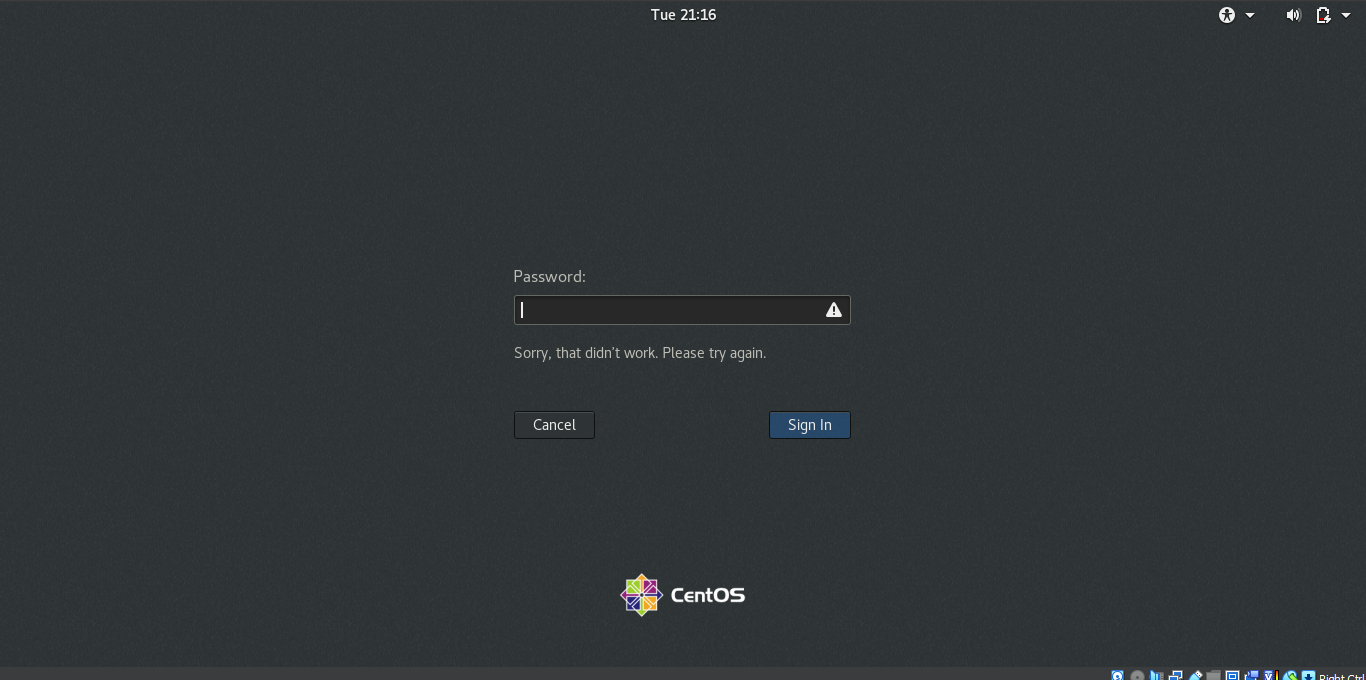 Tue 21:16
Password:
Sorry, that didn't work. Please try again.
Cancel
Sign In
CentOS
Right Ctrl